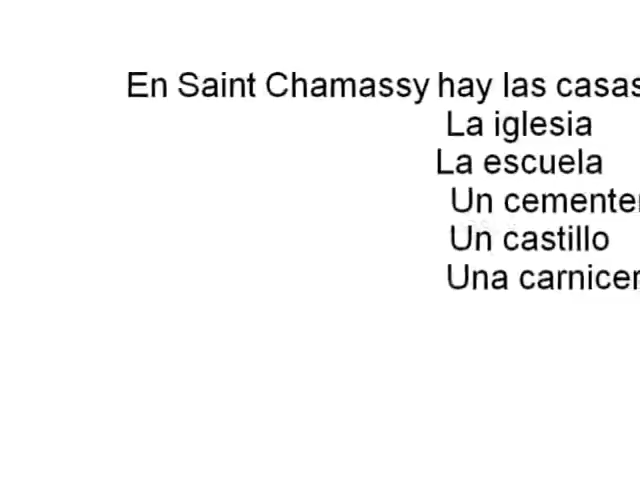 En Saint Chamassy hay las casas
La iglesia
La escuela
Un cementer
Un castillo
Una carnicer